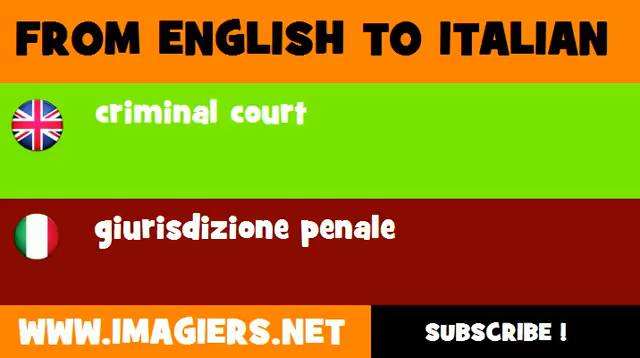 FROM ENGLISH TO ITALIAN
criminal court
giurisdizione penale
WWW.IMAGIERS.NET
SUBSCRIBE !